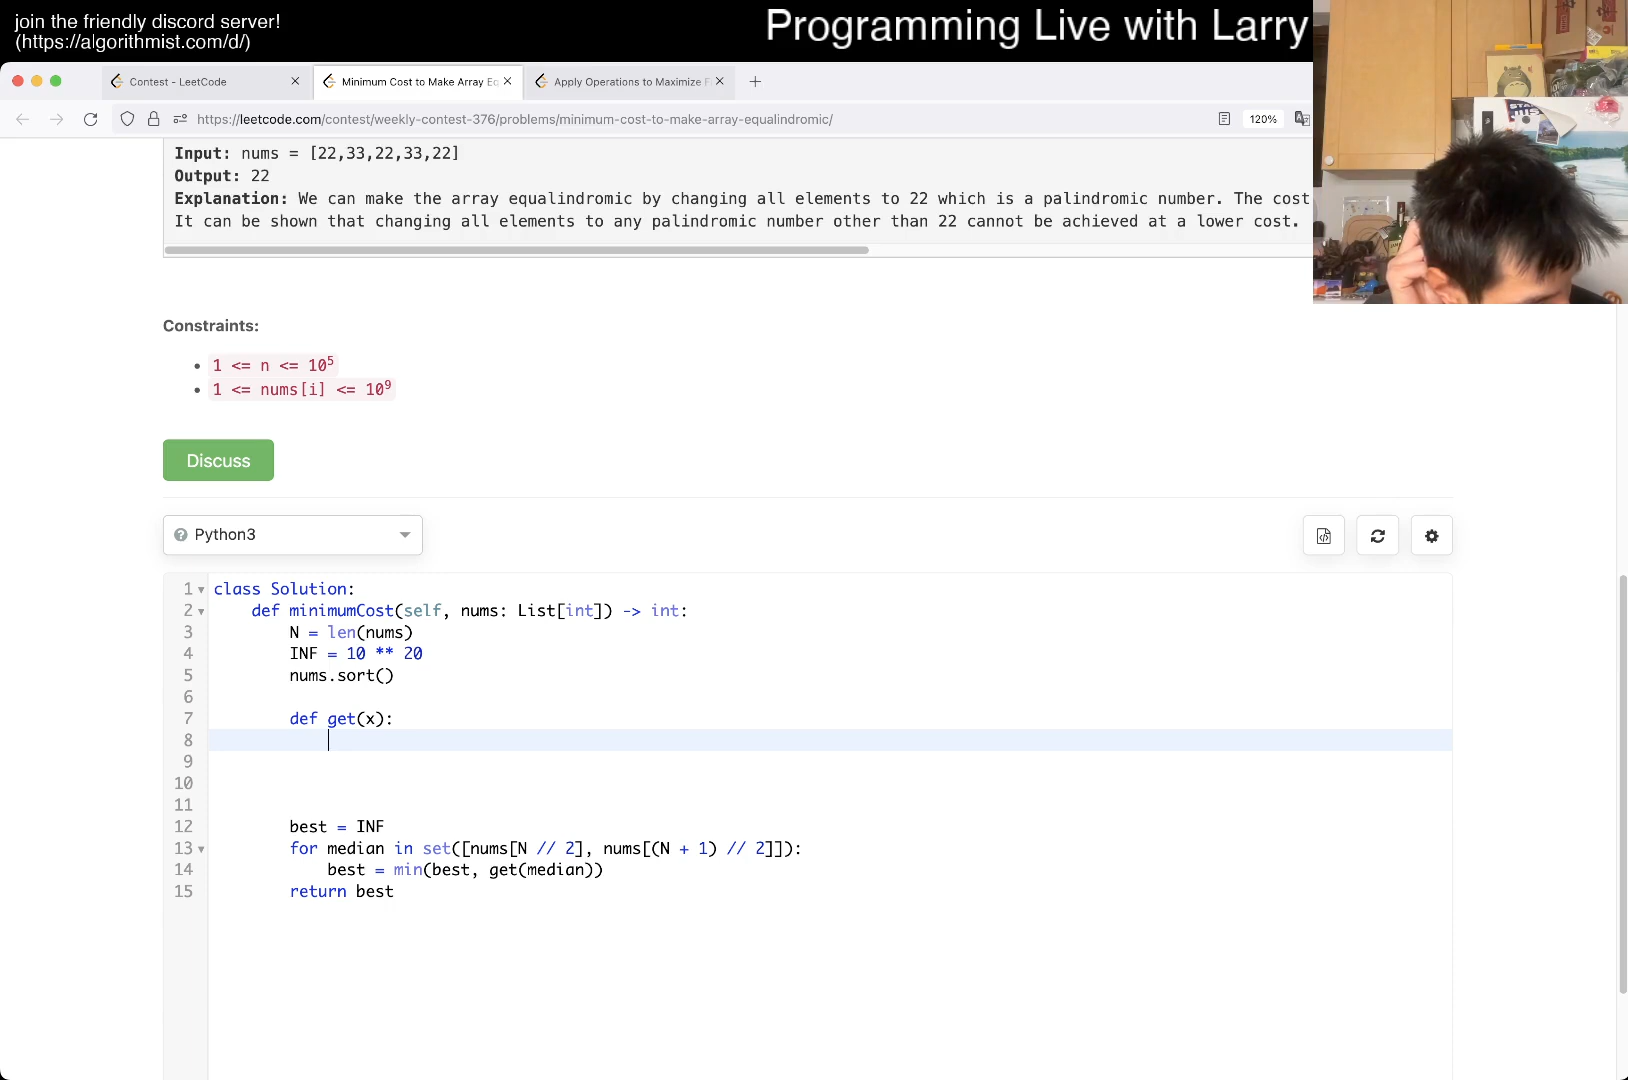 join the friendly discord server!
(https://algorithmist.com/d/)
Programming Live with Larry
Contest - LeetCode
Minimum Cost to Make Array Eq
Apply Operations to Maximize F
https://leetcode.com/contest/weekly-contest-376/problems/minimum-cost-to-make-array-equalindromic/
120%
Input: nums = [22,33,22,33,22]
Output: 22
Explanation: We can make the array equalindromic by changing all elements to 22 which is a palindromic number. The cost
It can be shown that changing all elements to any palindromic number other than 22 cannot be achieved at a lower cost.
Constraints:
• 1 <= n <= 10^5
• 1 <= nums[i] <= 10^9
Discuss
Python3
1 class Solution:
2     def minimumCost(self, nums: List[int]) -> int:
3         N = len(nums)
4         INF = 10 ** 20
5         nums.sort()
6
7         def get(x):
8
9
10
11
12         best = INF
13         for median in set([nums[N // 2], nums[(N + 1) // 2]]):
14             best = min(best, get(median))
15         return best